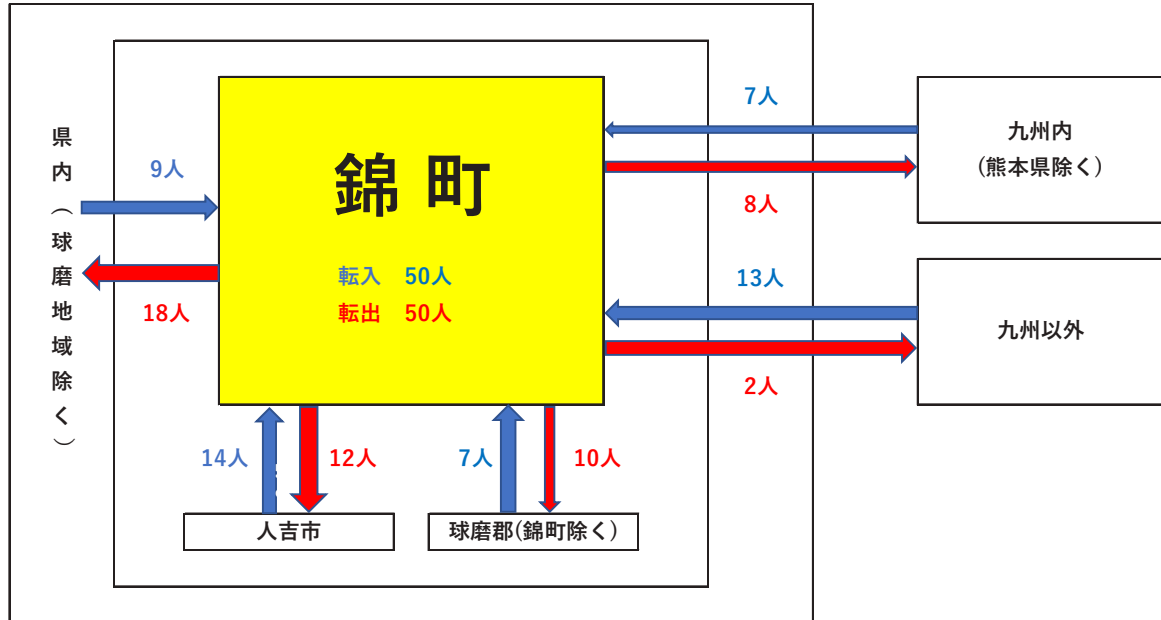 県内（球磨地域除く）
9人
18人
錦町
転入 50人
転出 50人
7人
8人
九州内
(熊本県除く)
13人
2人
九州以外
14人
12人
7人
10人
人吉市
球磨郡(錦町除く)